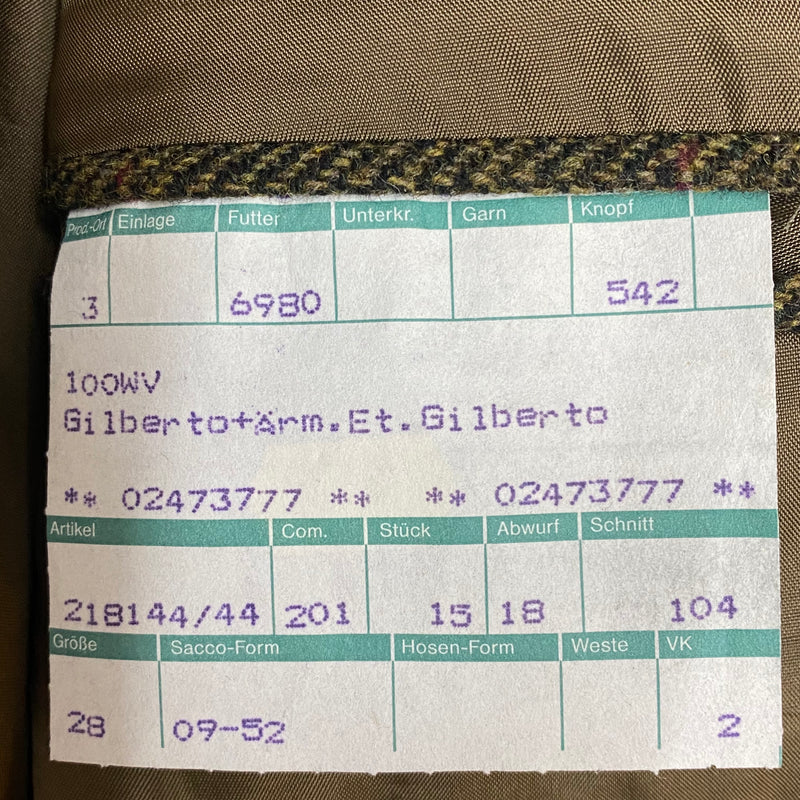 Prod.-Ort Einlage Futter Unterkr. Garn Knopf
3 6980 542
100WV
Gilberto+Ärm.Et.Gilberto
** 02473777 ** ** 02473777 **
Artikel Com. Stück Abwurf Schnitt
218144/44 201 15 18 104
Größe Sacco-Form Hosen-Form Weste VK
28 09-52 2